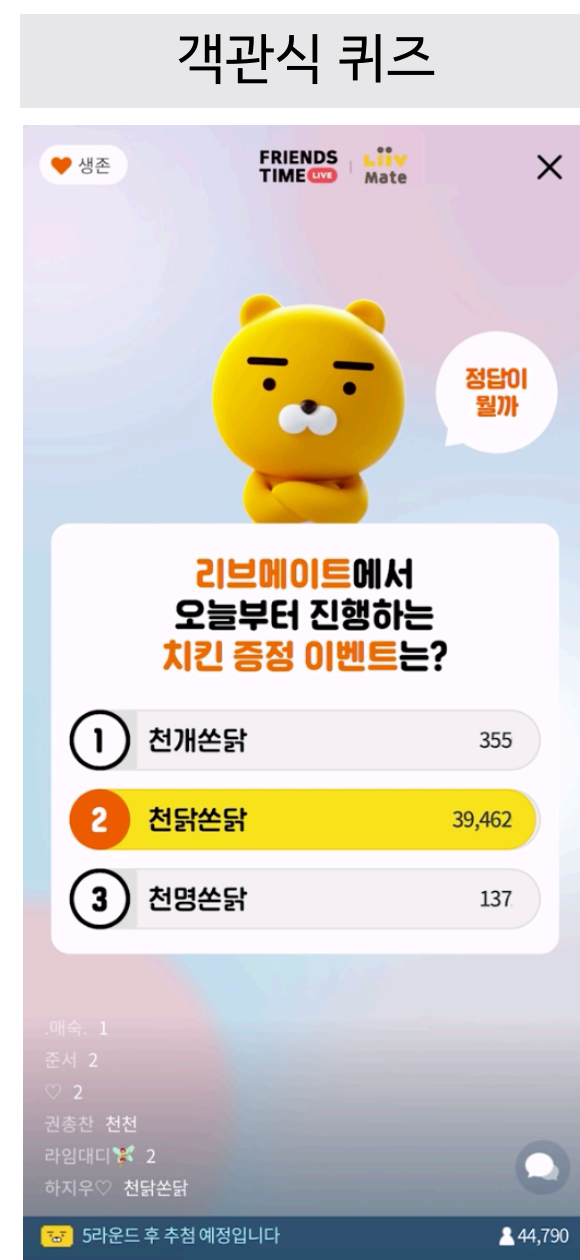 객관식 퀴즈
생존
FRIENDS
TIME LIVE
Liiv
Mate
정답이
뭘까
리브메이트에서
오늘부터 진행하는
치킨 증정 이벤트는?
1 천개쏜닭 355
2 천닭쏜닭 39,462
3 천명쏜닭 137
.매숙. 1
준서 2
♡ 2
권총찬 천천
라임대디🧚 2
하지우♡ 천닭쏜닭
5라운드 후 추첨 예정입니다 44,790